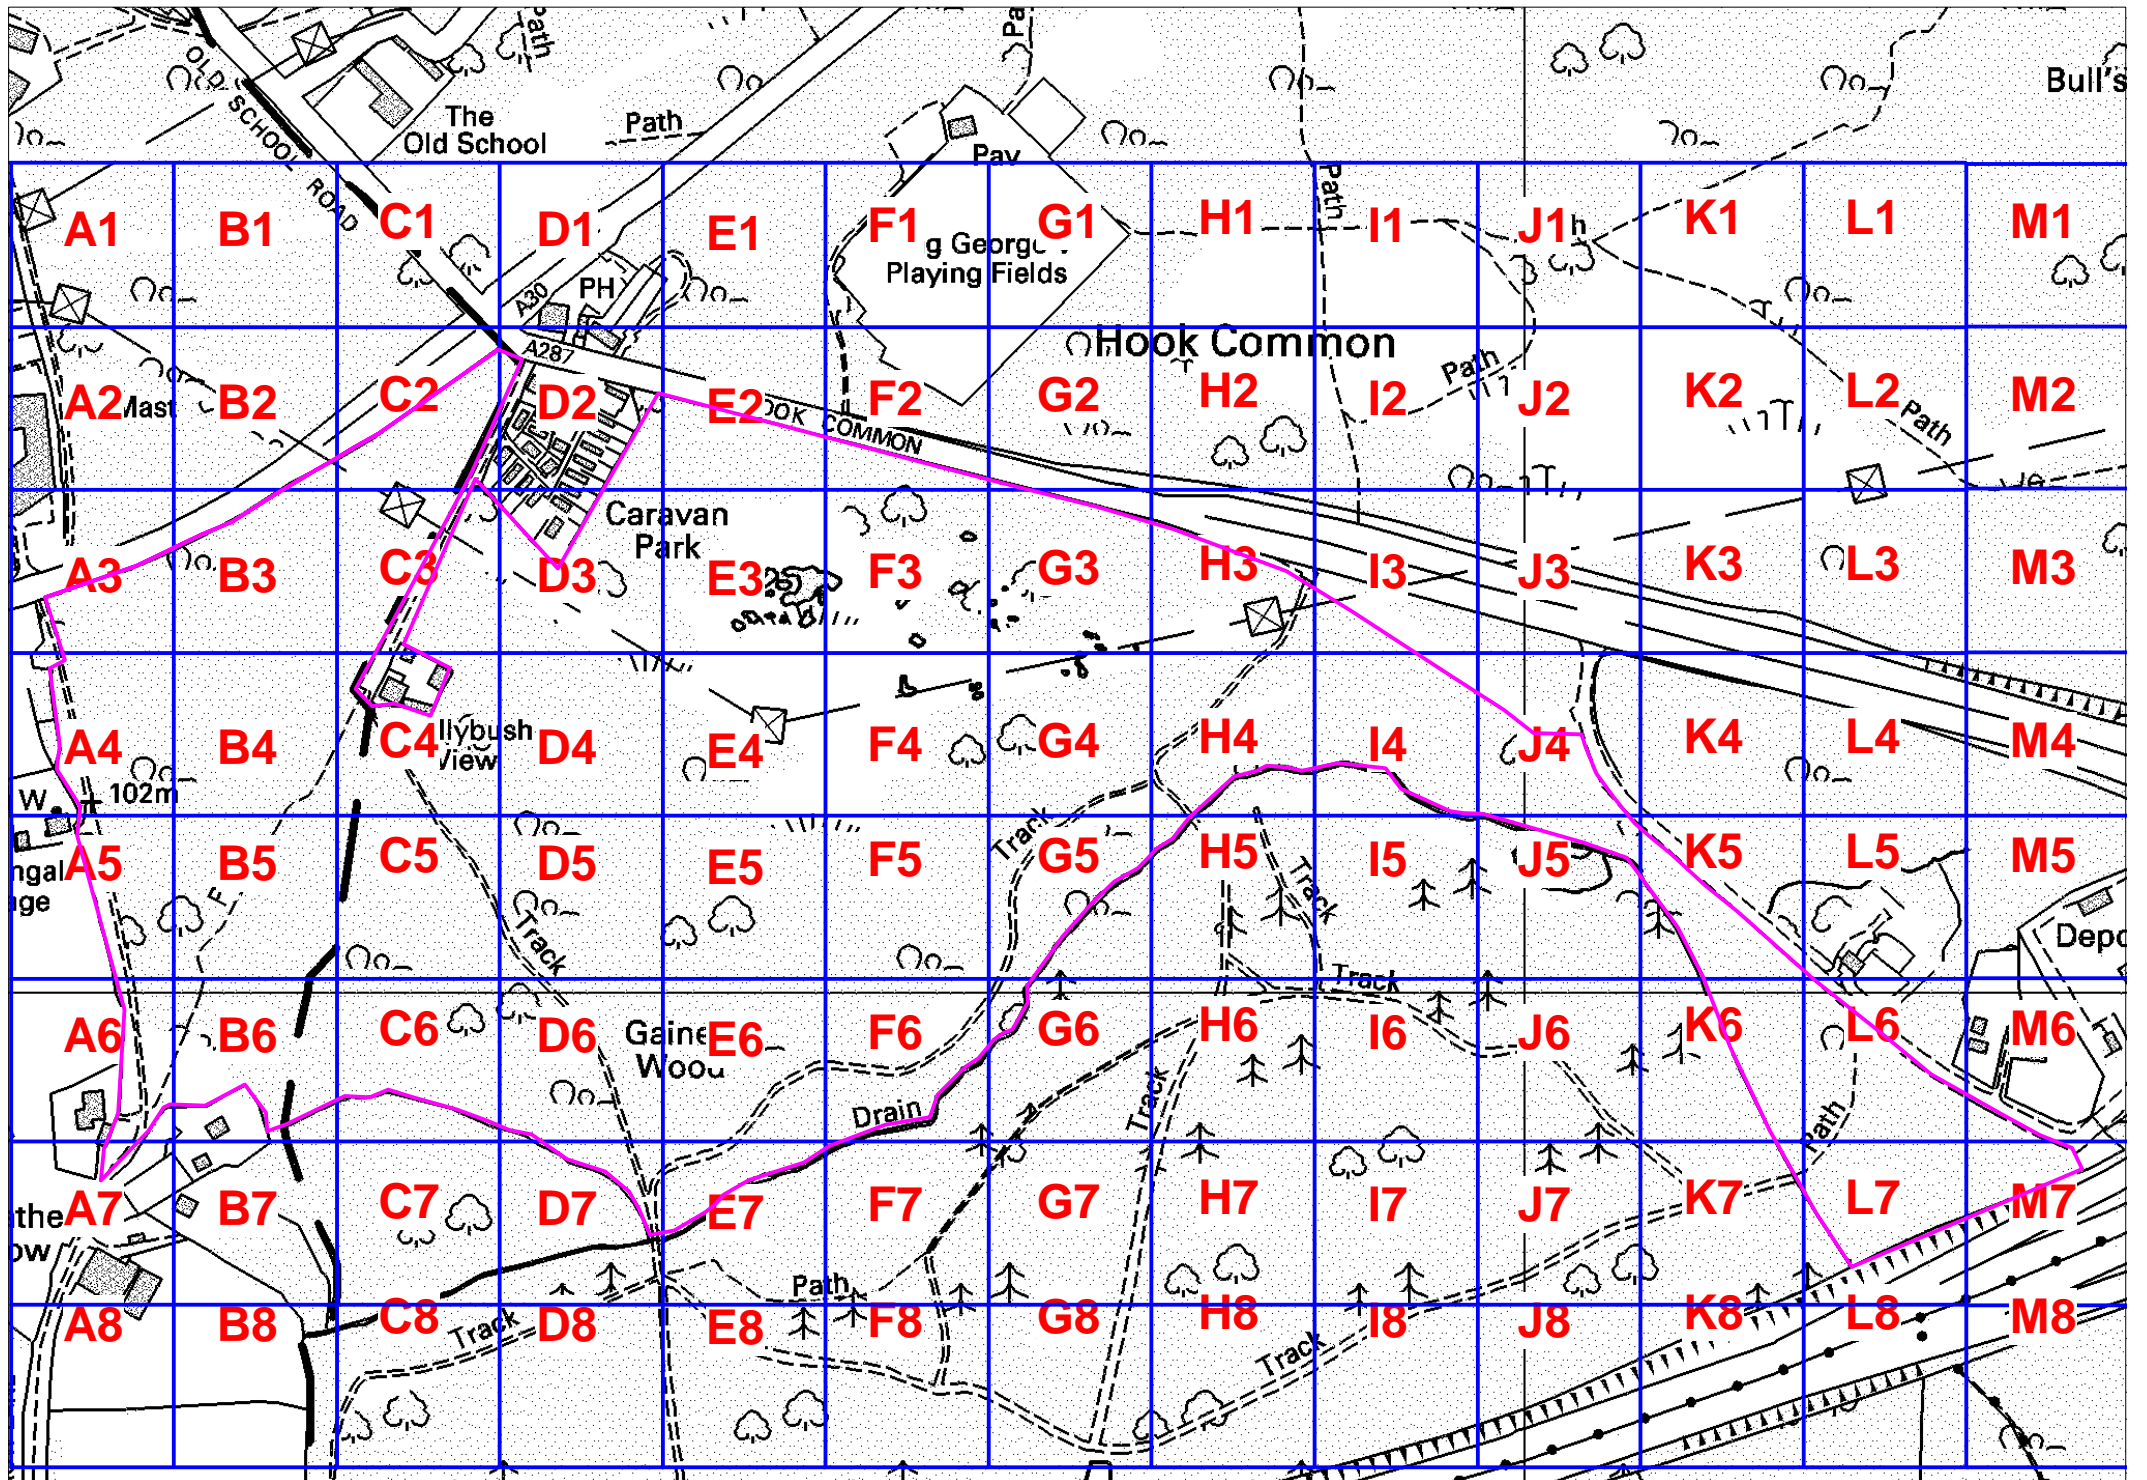 Path
Pa
Bull's
OLD SCHOOL ROAD
The
Old School
Path
Pav
Path
A1 B1 C1 D1 E1 F1 G1 H1 I1 J1 K1 L1 M1
g George
Playing Fields
PH
A30
A287
Hook Common
Path
A2 B2 C2 D2 E2 F2 G2 H2 I2 J2 K2 L2 M2
Mast
OOK COMMON
Path
Caravan
Park
A3 B3 C3 D3 E3 F3 G3 H3 I3 J3 K3 L3 M3
llybush
View
A4 B4 C4 D4 E4 F4 G4 H4 I4 J4 K4 L4 M4
W
102m
Track
A5 B5 C5 D5 E5 F5 G5 H5 I5 J5 K5 L5 M5
ngal
ge
F
Track
Track
Depo
Track
A6 B6 C6 D6 E6 F6 G6 H6 I6 J6 K6 L6 M6
Gaine
Wood
Drain
Track
Path
A7 B7 C7 D7 E7 F7 G7 H7 I7 J7 K7 L7 M7
the
ow
Path
A8 B8 C8 D8 E8 F8 G8 H8 I8 J8 K8 L8 M8
Track
Track